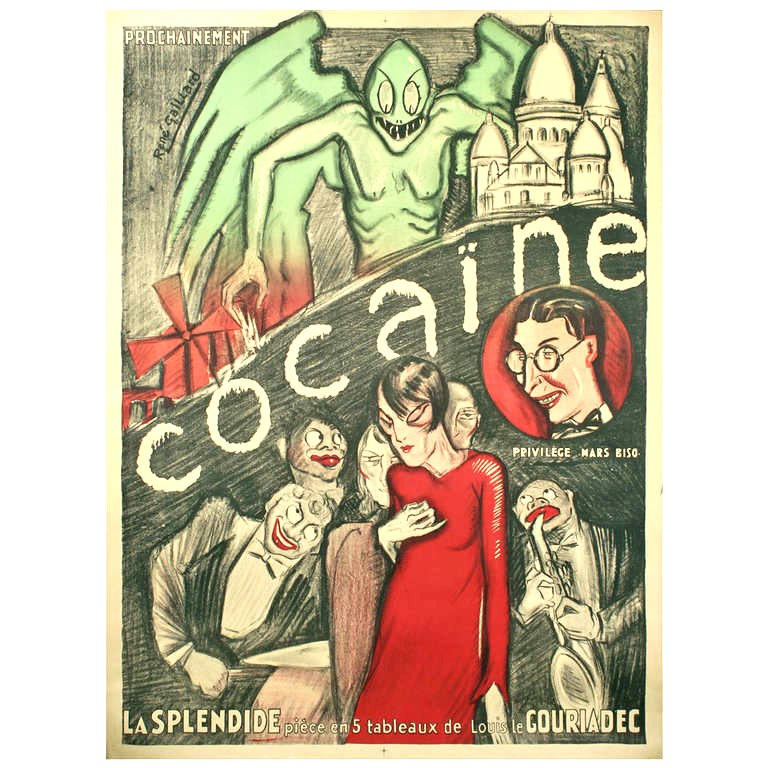 PROCHAINEMENT
René Gaillard
cocaïne
PRIVILÈGE MARS BISO
LA SPLENDIDE pièce en 5 tableaux de Louis le GOURIADEC